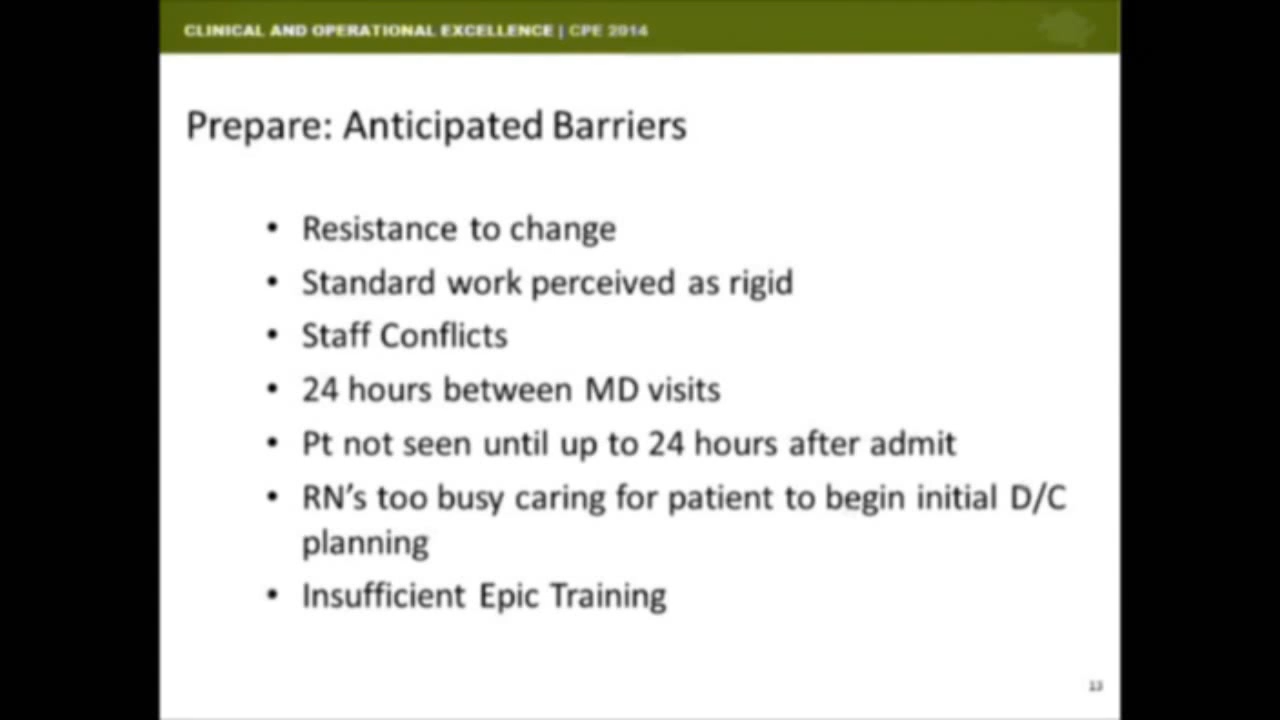 CLINICAL AND OPERATIONAL EXCELLENCE | CPE 2014
Prepare: Anticipated Barriers
• Resistance to change
• Standard work perceived as rigid
• Staff Conflicts
• 24 hours between MD visits
• Pt not seen until up to 24 hours after admit
• RN’s too busy caring for patient to begin initial D/C
planning
• Insufficient Epic Training
13